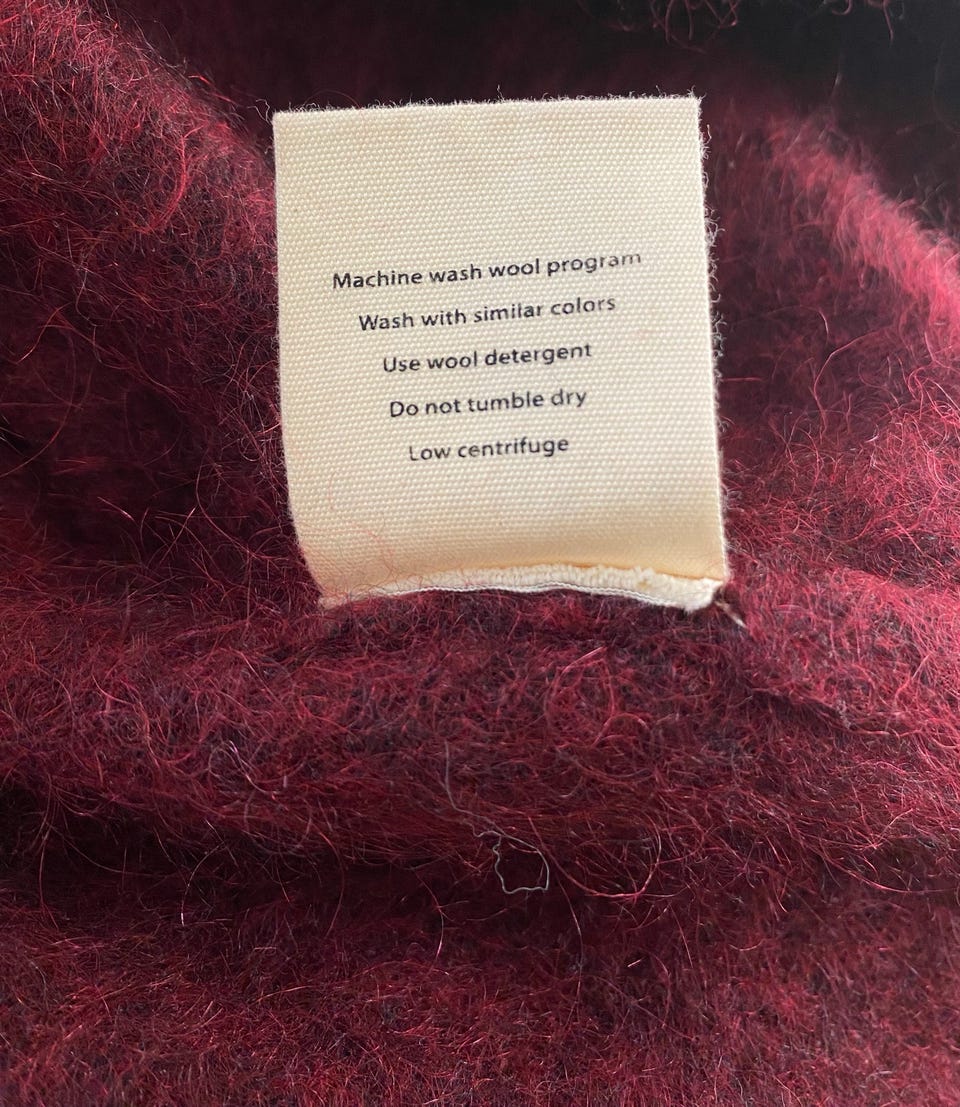 Machine wash wool program
Wash with similar colors
Use wool detergent
Do not tumble dry
Low centrifuge